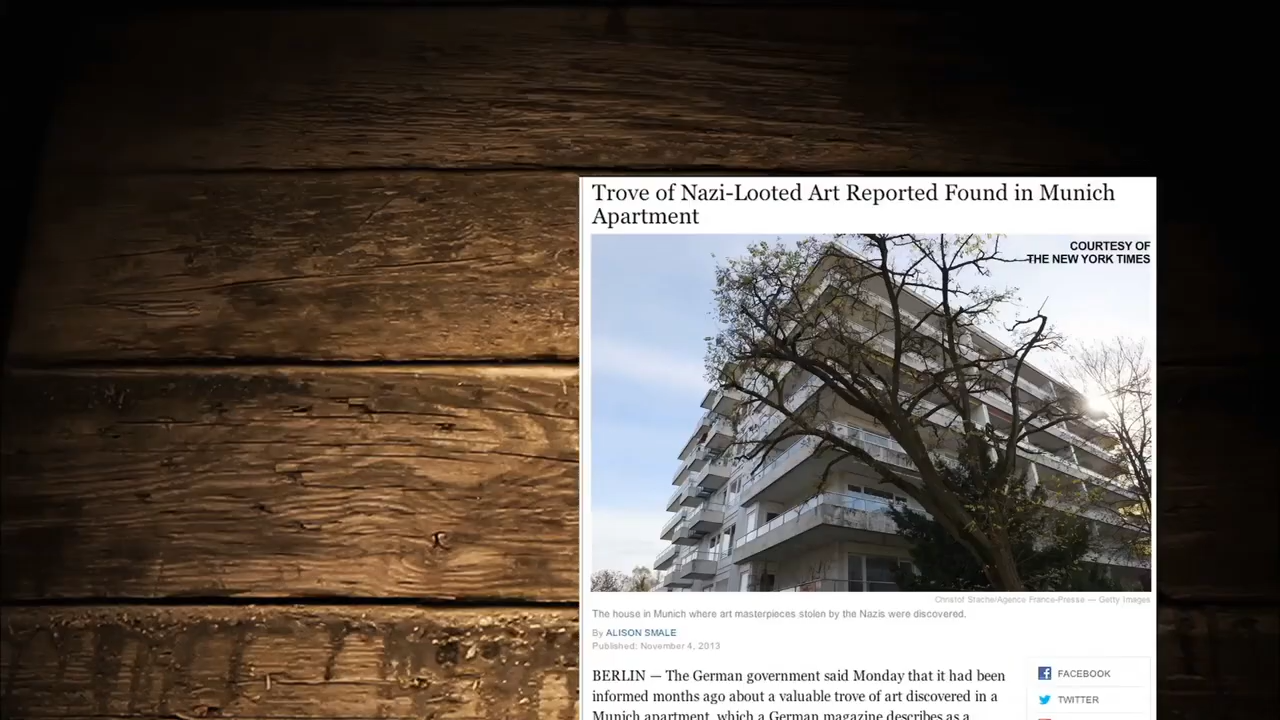 Trove of Nazi-Looted Art Reported Found in Munich
Apartment
COURTESY OF
THE NEW YORK TIMES
Christof Stache/Agence France-Presse — Getty Images
The house in Munich where art masterpieces stolen by the Nazis were discovered.
By ALISON SMALE
Published: November 4, 2013
BERLIN — The German government said Monday that it had been
informed months ago about a valuable trove of art discovered in a
Munich apartment, which a German magazine describes as a
FACEBOOK
TWITTER